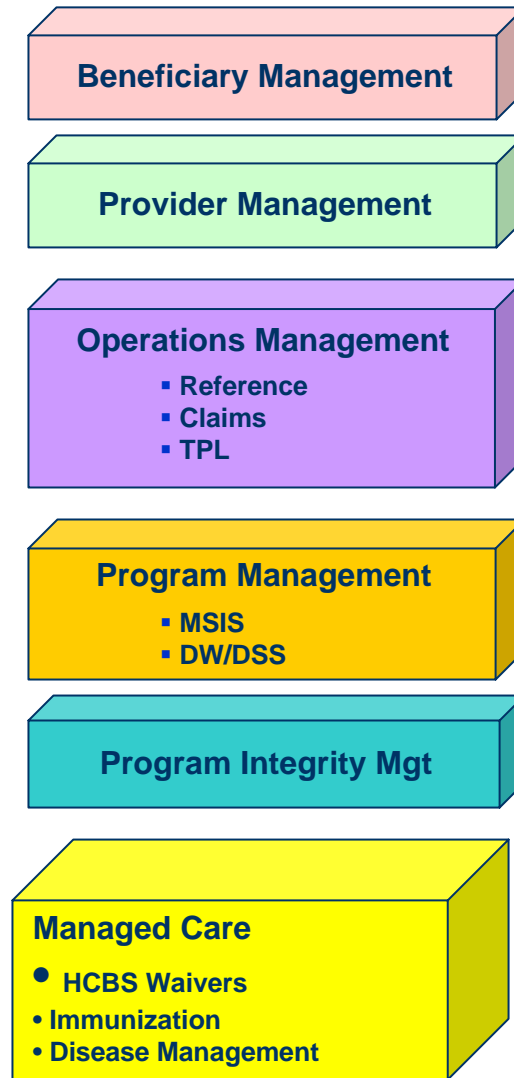 Beneficiary Management
Provider Management
Operations Management
▪ Reference
▪ Claims
▪ TPL
Program Management
▪ MSIS
▪ DW/DSS
Program Integrity Mgt
Managed Care
• HCBS Waivers
• Immunization
• Disease Management